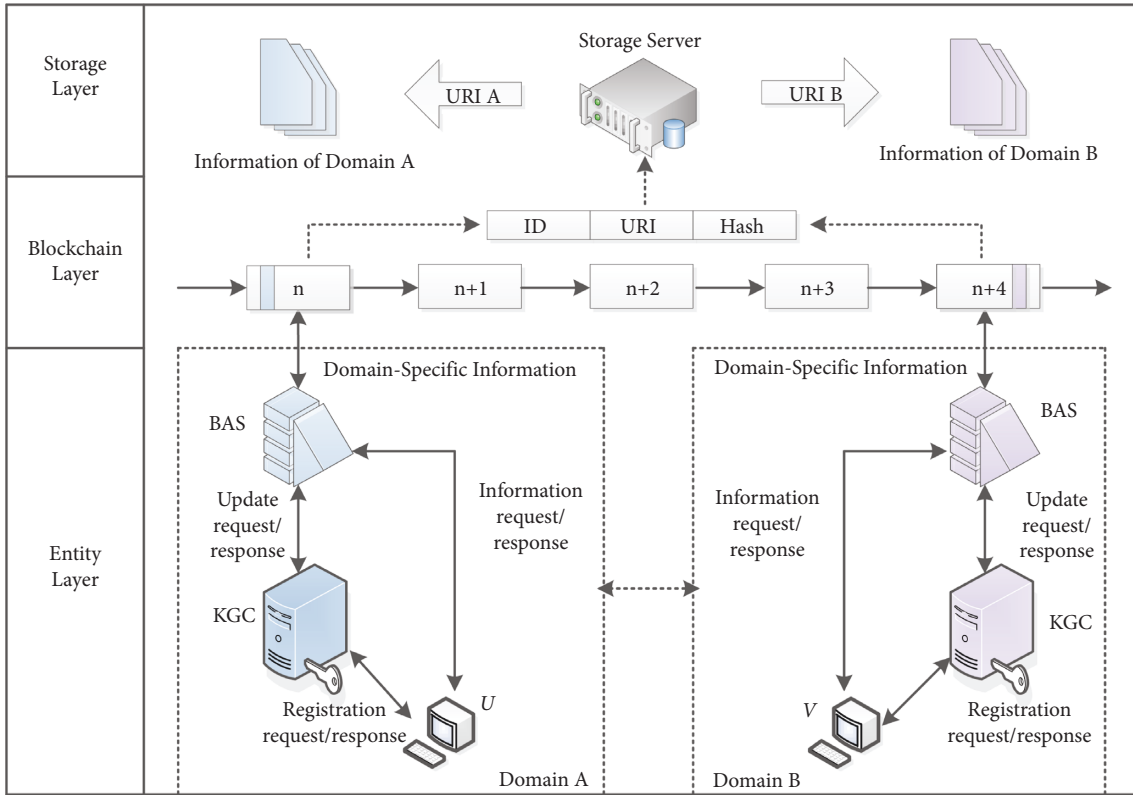 Storage
Layer
Storage Server
URI A
URI B
Information of Domain A
Information of Domain B
Blockchain
Layer
ID URI Hash
n n+1 n+2 n+3 n+4
Entity
Layer
Domain-Specific Information
BAS
Update
request/
response
Information
request/
response
KGC
U
Registration
request/response
Domain A
Domain-Specific Information
BAS
Information
request/
response
Update
request/
response
KGC
V
Registration
request/response
Domain B